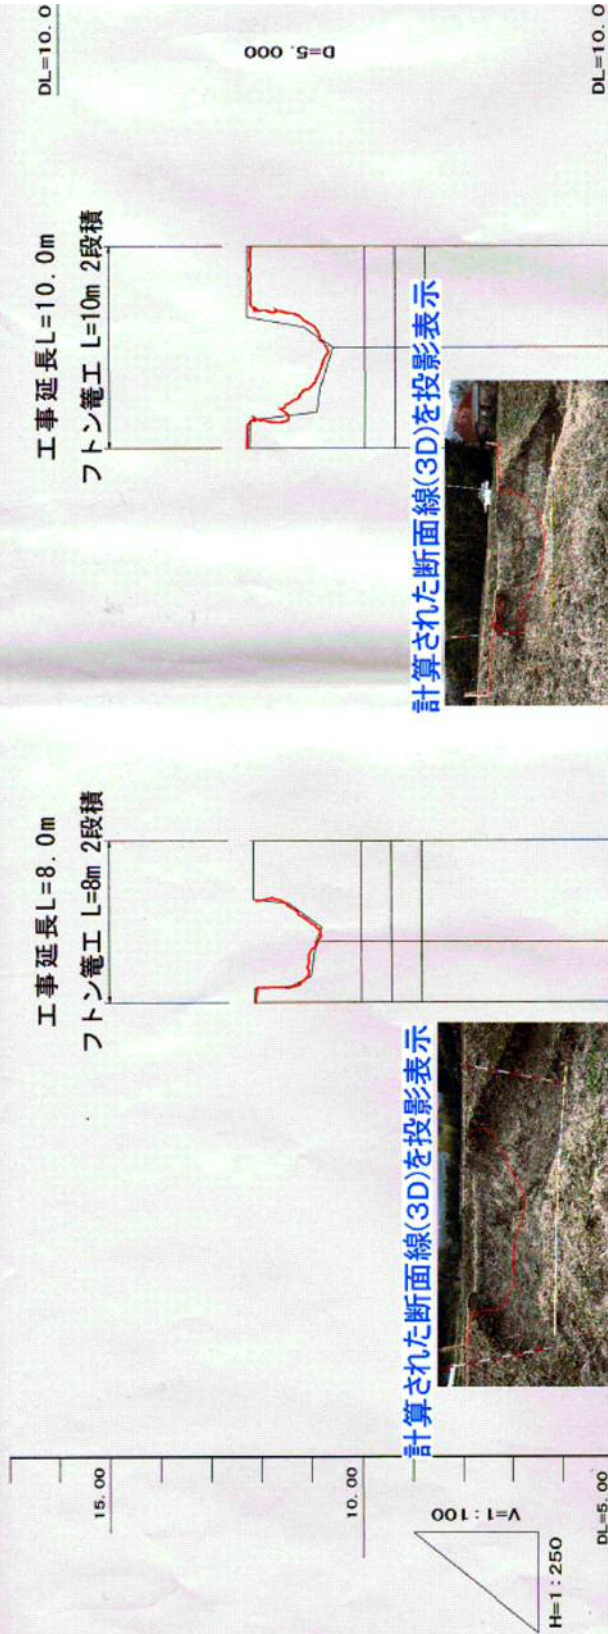 工事延長L=8.0m
フトン篭工 L=8m 2段積
工事延長L=10.0m
フトン篭工 L=10m 2段積
15.00
10.00
計算された断面線(3D)を投影表示
計算された断面線(3D)を投影表示
V=1:100
H=1:250
DL=5.00
DL=10.0
D=5.000
DL=10.0